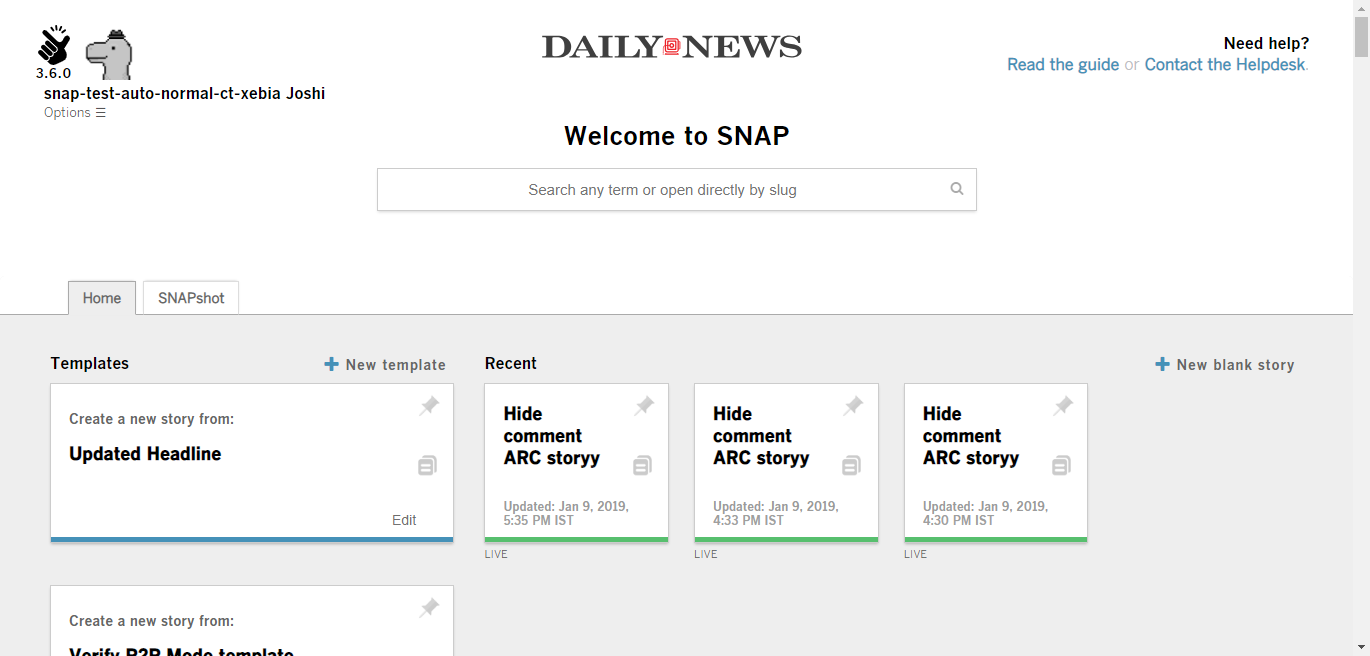 3.6.0
DAILY NEWS
Need help?
Read the guide or Contact the Helpdesk.
snap-test-auto-normal-ct-xebia Joshi
Options ☰
Welcome to SNAP
Search any term or open directly by slug
Home
SNAPshot
Templates
New template
Recent
New blank story
Create a new story from:
Updated Headline
Edit
Hide
comment
ARC storyy
Updated: Jan 9, 2019,
5:35 PM IST
LIVE
Hide
comment
ARC storyy
Updated: Jan 9, 2019,
4:33 PM IST
LIVE
Hide
comment
ARC storyy
Updated: Jan 9, 2019,
4:30 PM IST
LIVE
Create a new story from:
Verify P2P Mode template